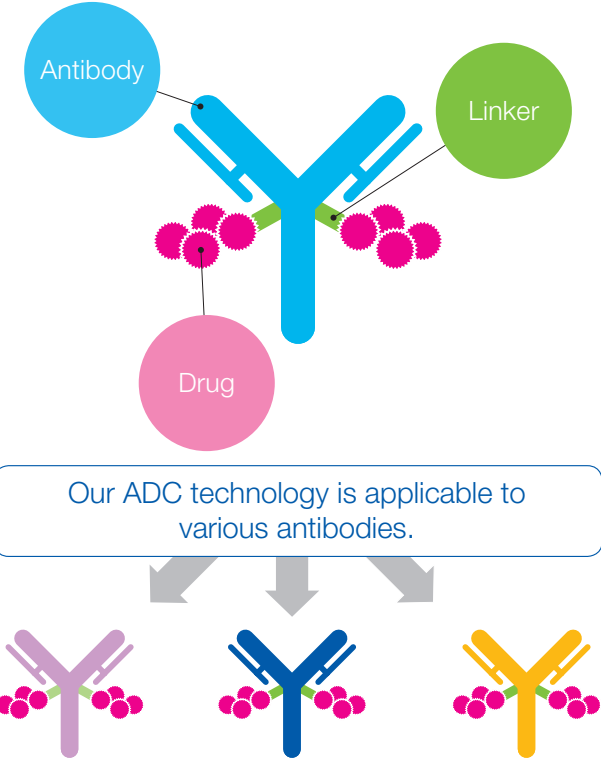 Antibody
Linker
Drug
Our ADC technology is applicable to
various antibodies.